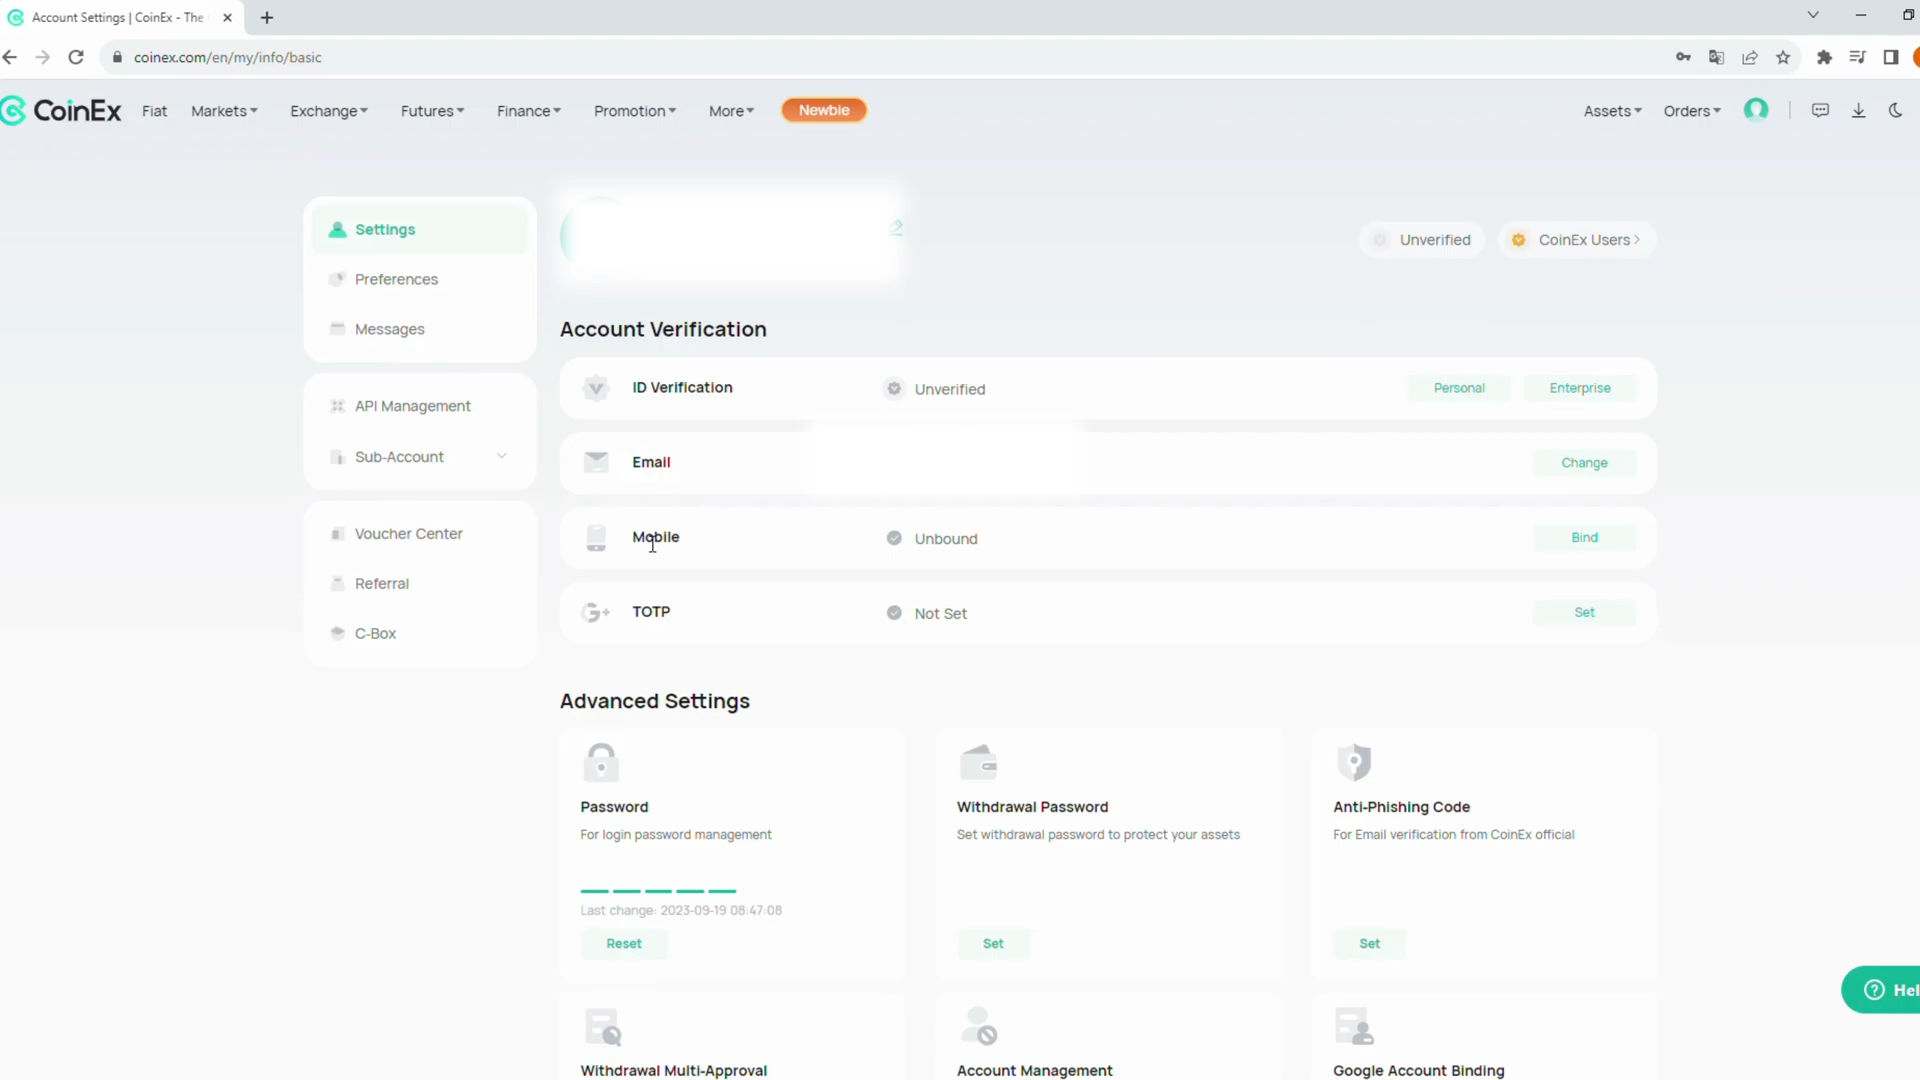 Account Settings | CoinEx - The
coinex.com/en/my/info/basic
CoinEx Fiat Markets Exchange Futures Finance Promotion More Newbie Assets Orders
Settings
Preferences
Messages
API Management
Sub-Account
Voucher Center
Referral
C-Box
Unverified CoinEx Users
Account Verification
ID Verification Unverified Personal Enterprise
Email Change
Mobile Unbound Bind
TOTP Not Set Set
Advanced Settings
Password
For login password management
Last change: 2023-09-19 08:47:08
Reset
Withdrawal Password
Set withdrawal password to protect your assets
Set
Anti-Phishing Code
For Email verification from CoinEx official
Set
Withdrawal Multi-Approval
Account Management
Google Account Binding